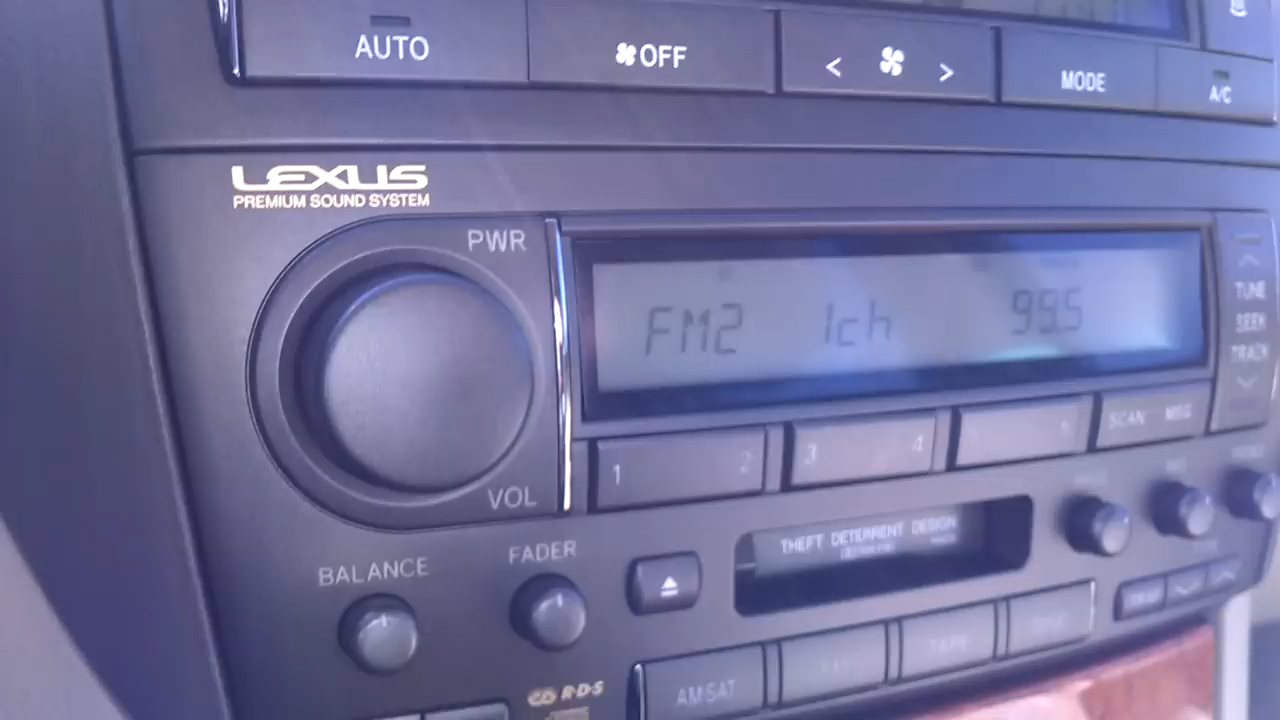 AUTO
OFF
< >
MODE
A/C
LEXUS
PREMIUM SOUND SYSTEM
PWR
FM2 1ch 99.5
TUNE
SEEK
TRACK
VOL
1 2
3 4
SCAN MSG
THEFT DETERRENT DESIGN
BALANCE
FADER
CD R·D·S
AM·SAT
TAPE